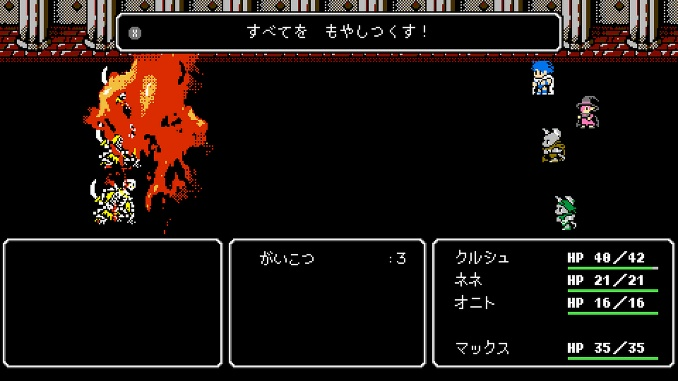 すべてを もやしつくす！
がいこつ :3
クルシュ HP 40/42
ネネ HP 21/21
オニト HP 16/16
マックス HP 35/35